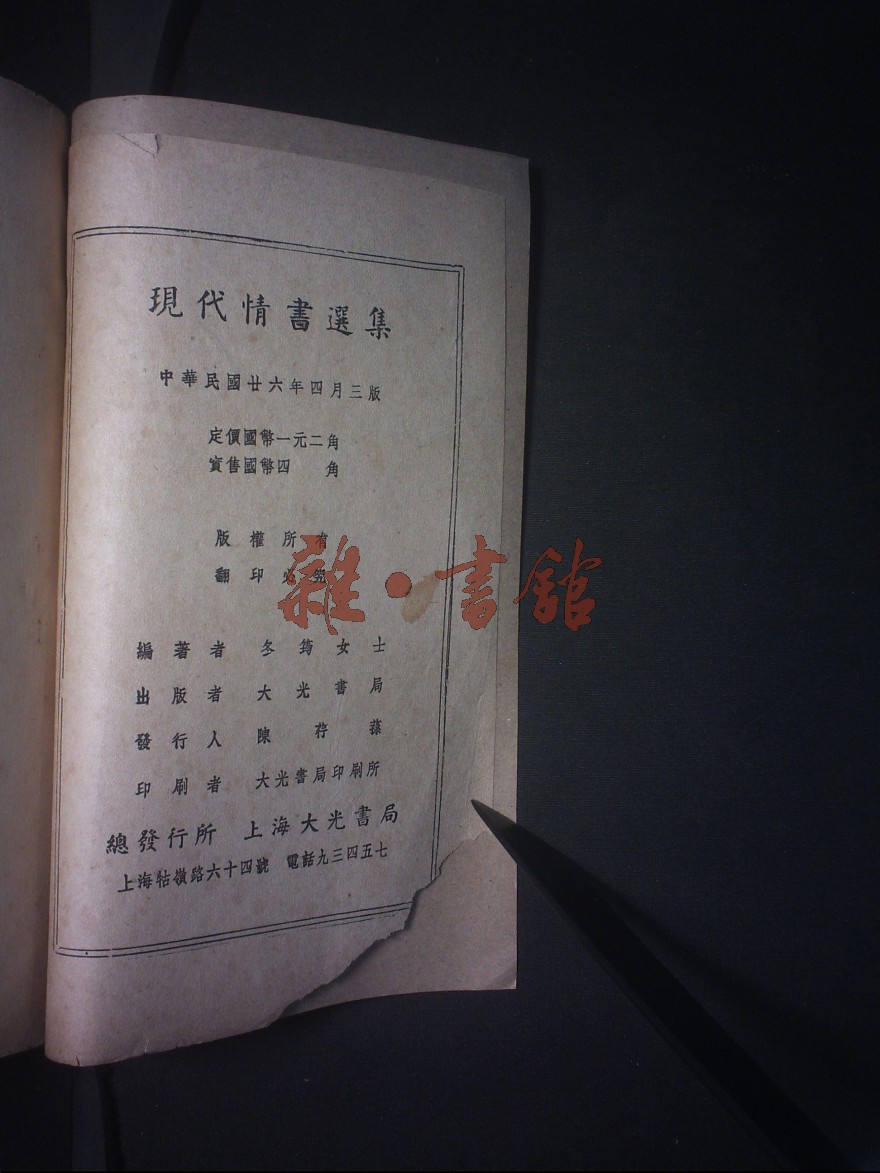 現代情書選集
中華民國廿六年四月三版
定價國幣一元二角
實售國幣四 角
版權所有
翻印必究
雜·書舘
編著者 冬筠女士
出版者 大光書局
發行人 陳荇蓀
印刷者 大光書局印刷所
總發行所 上海大光書局
上海牯嶺路六十四號 電話九三四五七